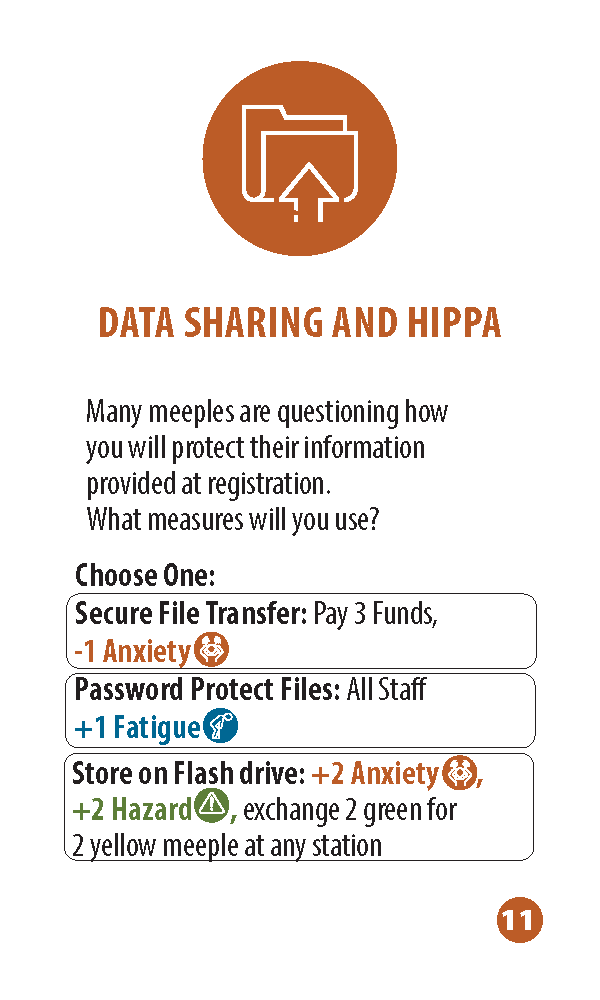 DATA SHARING AND HIPPA
Many meeples are questioning how
you will protect their information
provided at registration.
What measures will you use?
Choose One:
Secure File Transfer: Pay 3 Funds,
-1 Anxiety
Password Protect Files: All Staff
+1 Fatigue
Store on Flash drive: +2 Anxiety ,
+2 Hazard , exchange 2 green for
2 yellow meeple at any station
11